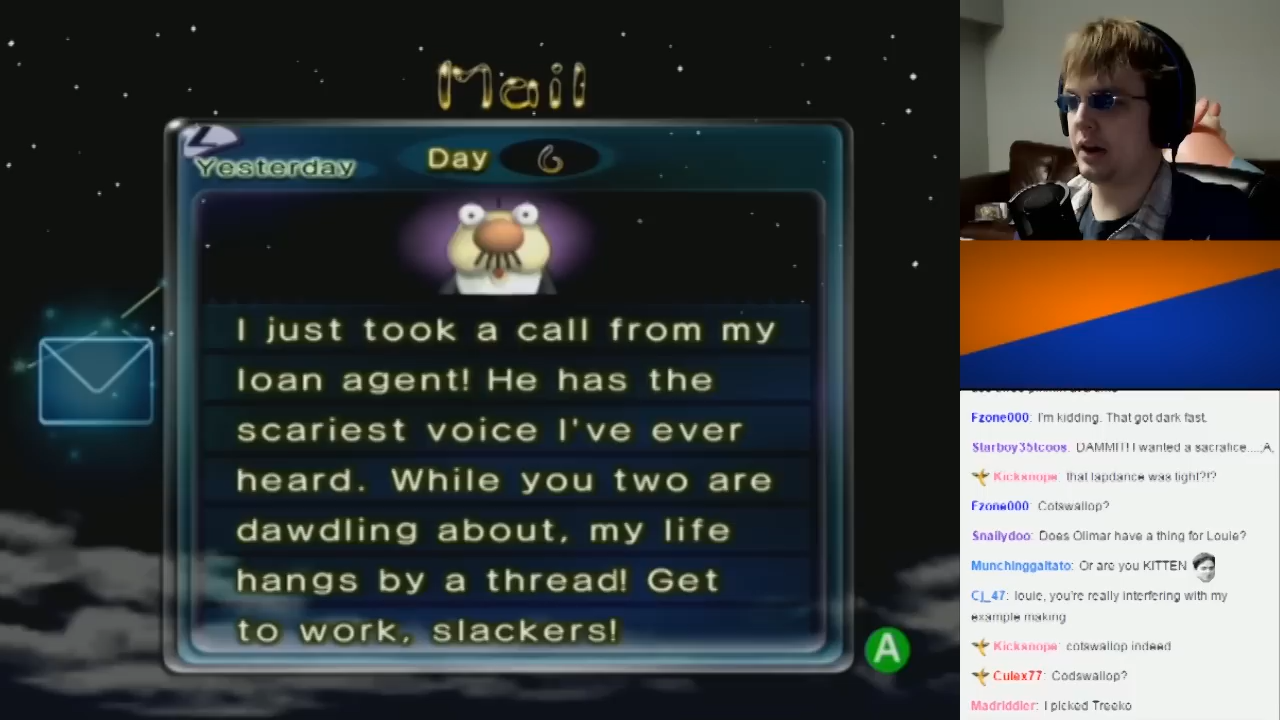 Mail
Yesterday
Day 6
I just took a call from my
loan agent! He has the
scariest voice I've ever
heard. While you two are
dawdling about, my life
hangs by a thread! Get
to work, slackers!
A
Fzone000: I'm kidding. That got dark fast.
Starboy35tcoos: DAMMIT! I wanted a sacrafice....,A,
Kicksnope: that lapdance was tight?!?
Fzone000: Cotswallop?
Snailydoo: Does Olimar have a thing for Louie?
Munchinggaitato: Or are you KITTEN
Cj_47: louie, you're really interfering with my
example making
Kicksnope: cotswallop indeed
Culex77: Codswallop?
Madriddler: I picked Treeko